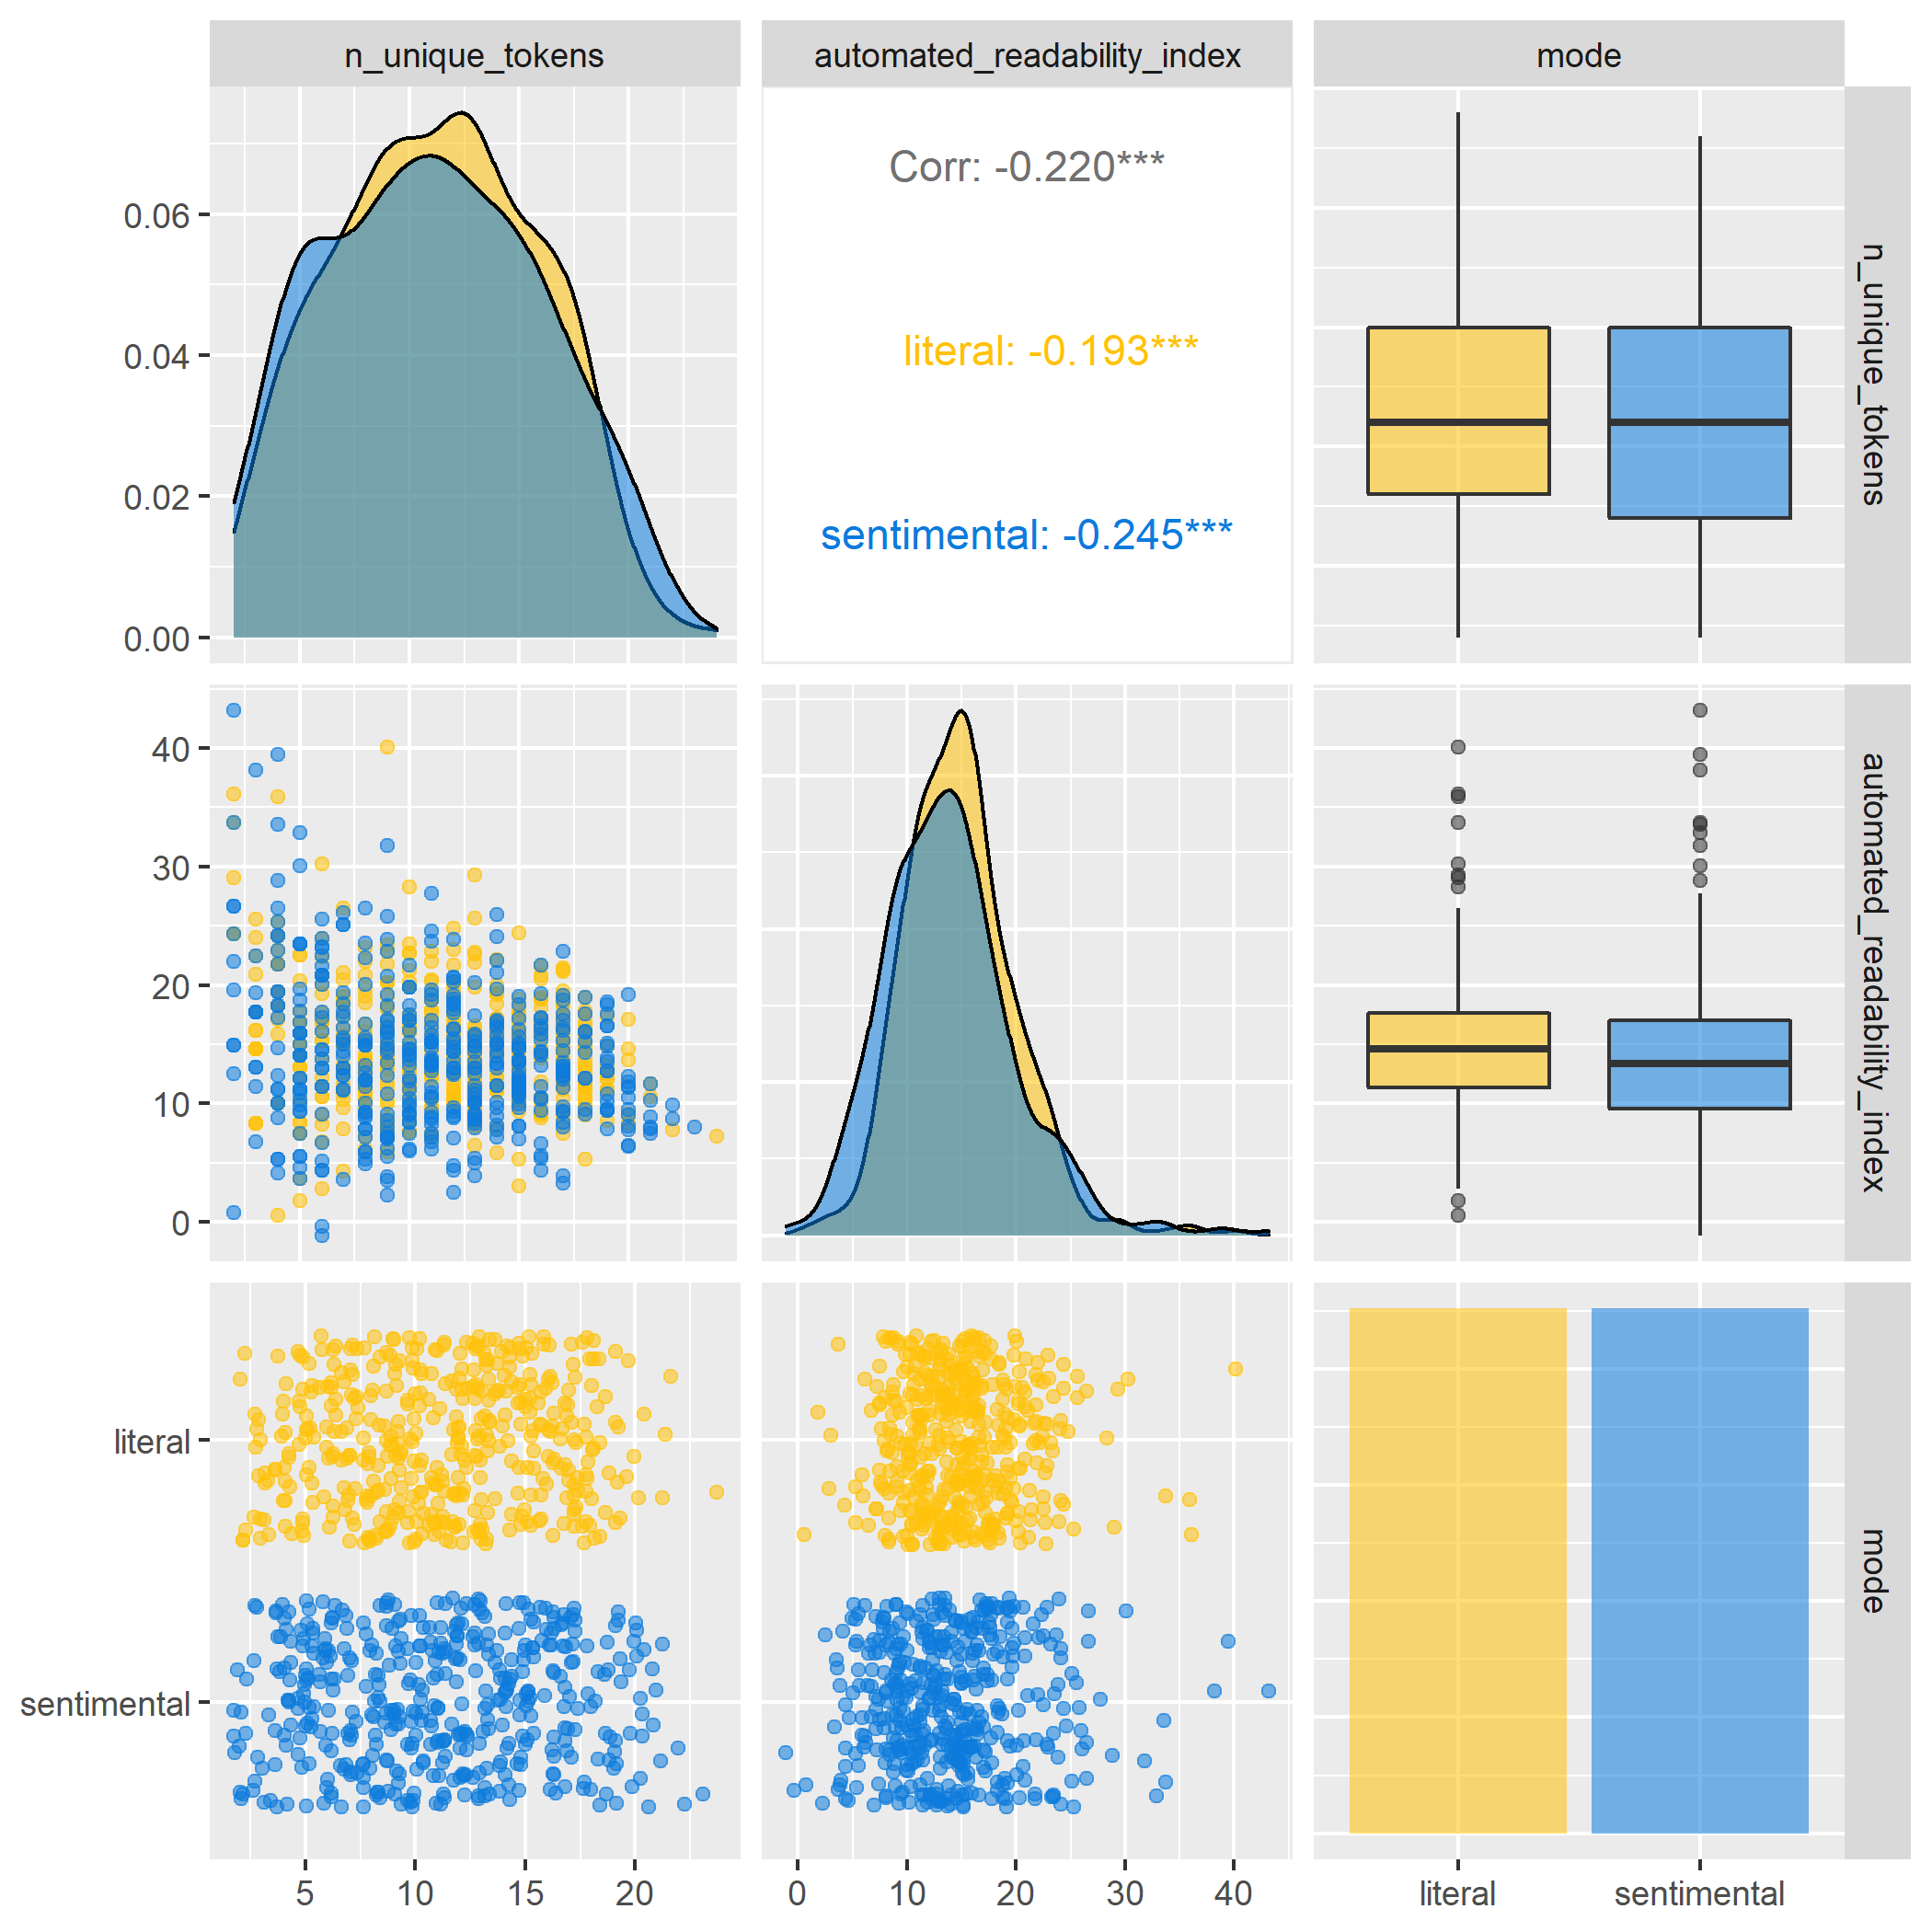 n_unique_tokens automated_readability_index mode
Corr: -0.220***
literal: -0.193***
sentimental: -0.245***
0.06
0.04
0.02
0.00
n_unique_tokens
40
30
20
10
0
automated_readability_index
literal
sentimental
mode
5 10 15 20 0 10 20 30 40 literal sentimental